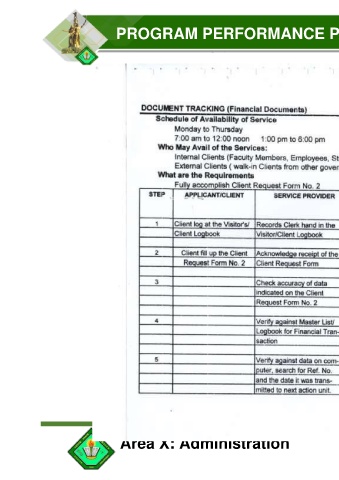 PROGRAM PERFORMANCE P
DOCUMENT TRACKING (Financial Documents)
Schedule of Availability of Service
Monday to Thursday
7:00 am to 12:00 noon 1:00 pm to 6:00 pm
Who May Avail of the Services:
Internal Clients (Faculty Members, Employees, St
External Clients ( walk-in Clients from other gover
What are the Requirements
Fully accomplish Client Request Form No. 2
STEP APPLICANT/CLIENT SERVICE PROVIDER
1 Client log at the Visitor's/ Records Clerk hand in the
Client Logbook Visitor/Client Logbook
2 Client fill up the Client Acknowledge receipt of the
Request Form No. 2 Client Request Form
3 Check accuracy of data
indicated on the Client
Request Form No. 2
4 Verify against Master List/
Logbook for Financial Tran-
saction
5 Verify against data on com-
puter, search for Ref. No.
and the date it was trans-
mitted to next action unit.
Area X: Administration